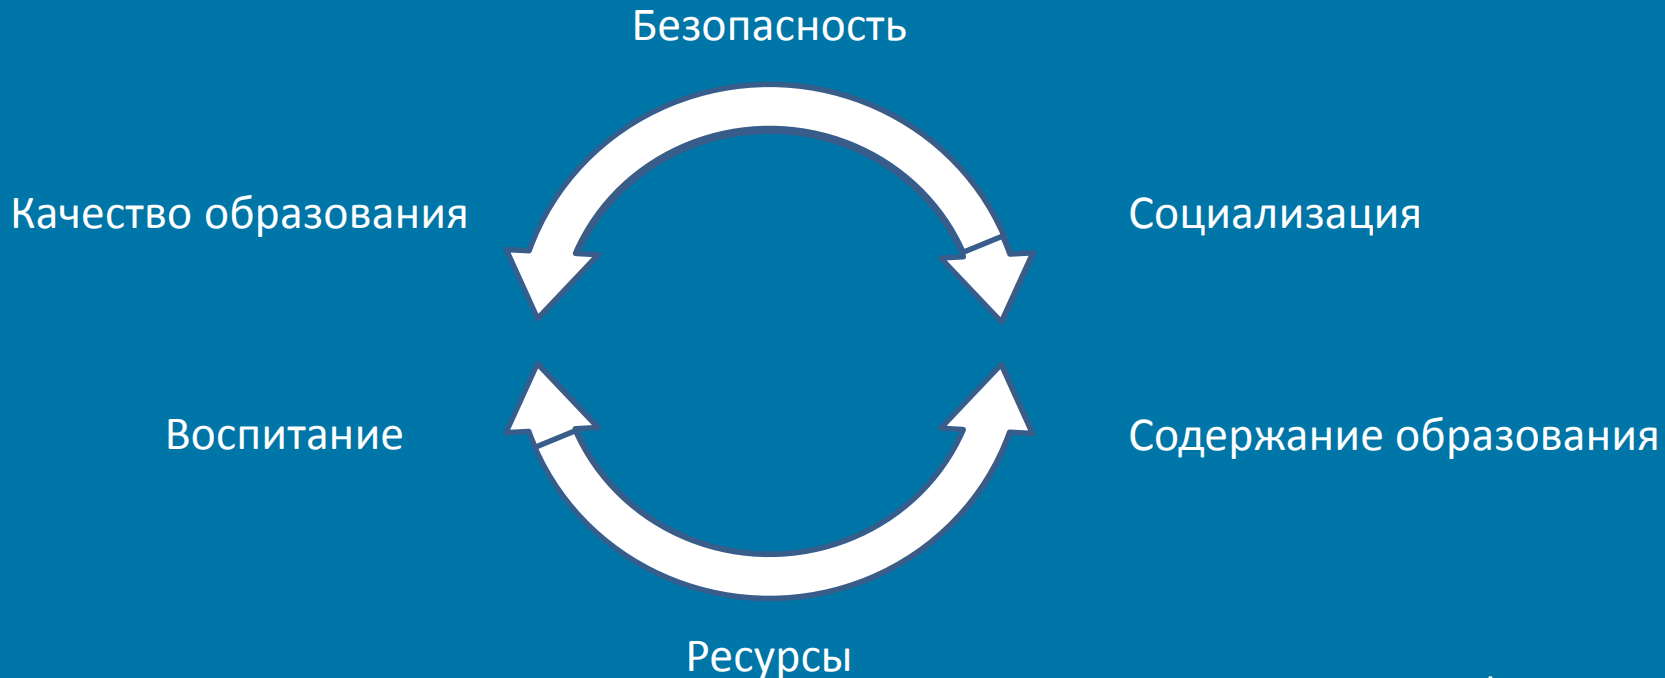 Безопасность
Качество образования
Социализация
Воспитание
Содержание образования
Ресурсы